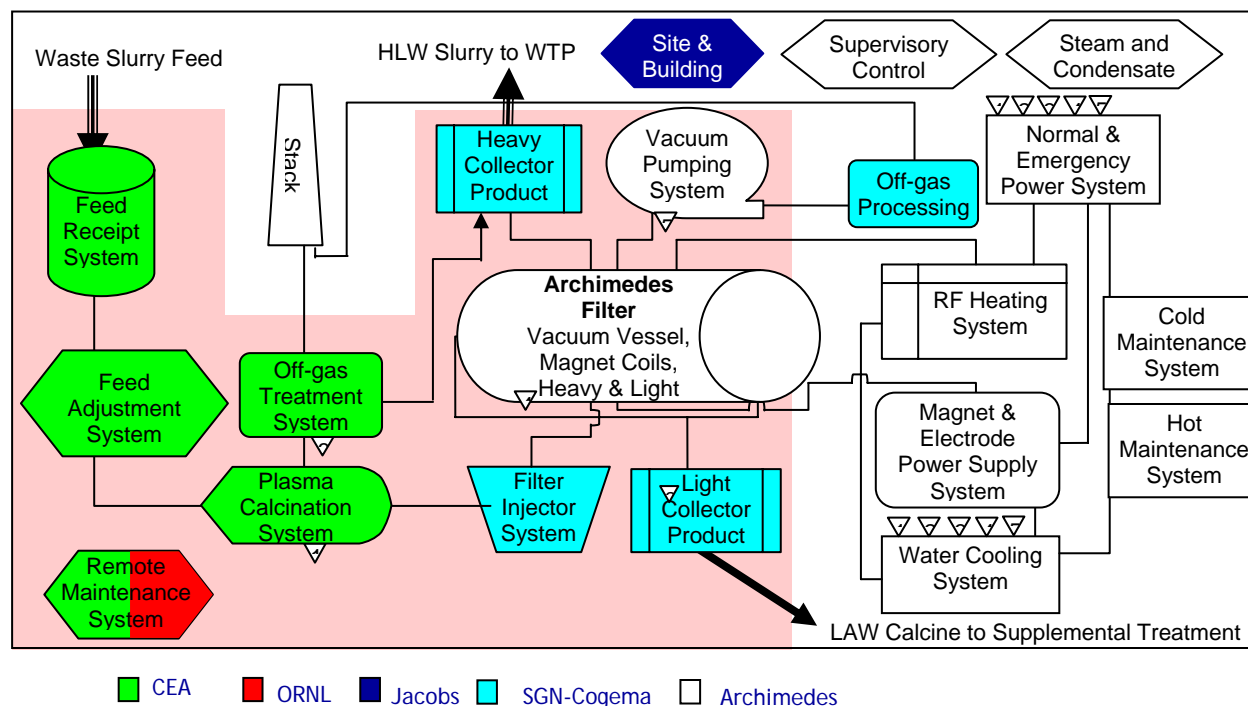 Waste Slurry Feed
HLW Slurry to WTP
Site &
Building
Supervisory
Control
Steam and
Condensate
Stack
Heavy
Collector
Product
Vacuum
Pumping
System
Off-gas
Processing
Normal &
Emergency
Power System
Feed
Receipt
System
Archimedes
Filter
Vacuum Vessel,
Magnet Coils,
Heavy & Light
RF Heating
System
Cold
Maintenance
System
Feed
Adjustment
System
Off-gas
Treatment
System
Magnet &
Electrode
Power Supply
System
Hot
Maintenance
System
Plasma
Calcination
System
Filter
Injector
System
Light
Collector
Product
Water Cooling
System
Remote
Maintenance
System
LAW Calcine to Supplemental Treatment
CEA
ORNL
Jacobs
SGN-Cogema
Archimedes